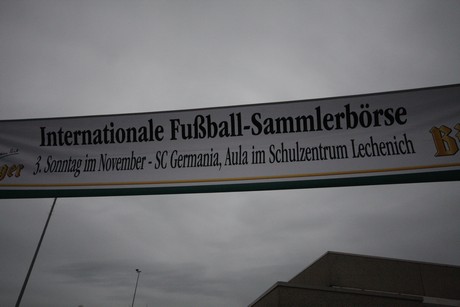 Internationale Fußball-Sammlerbörse
3. Sonntag im November - SC Germania, Aula im Schulzentrum Lechenich